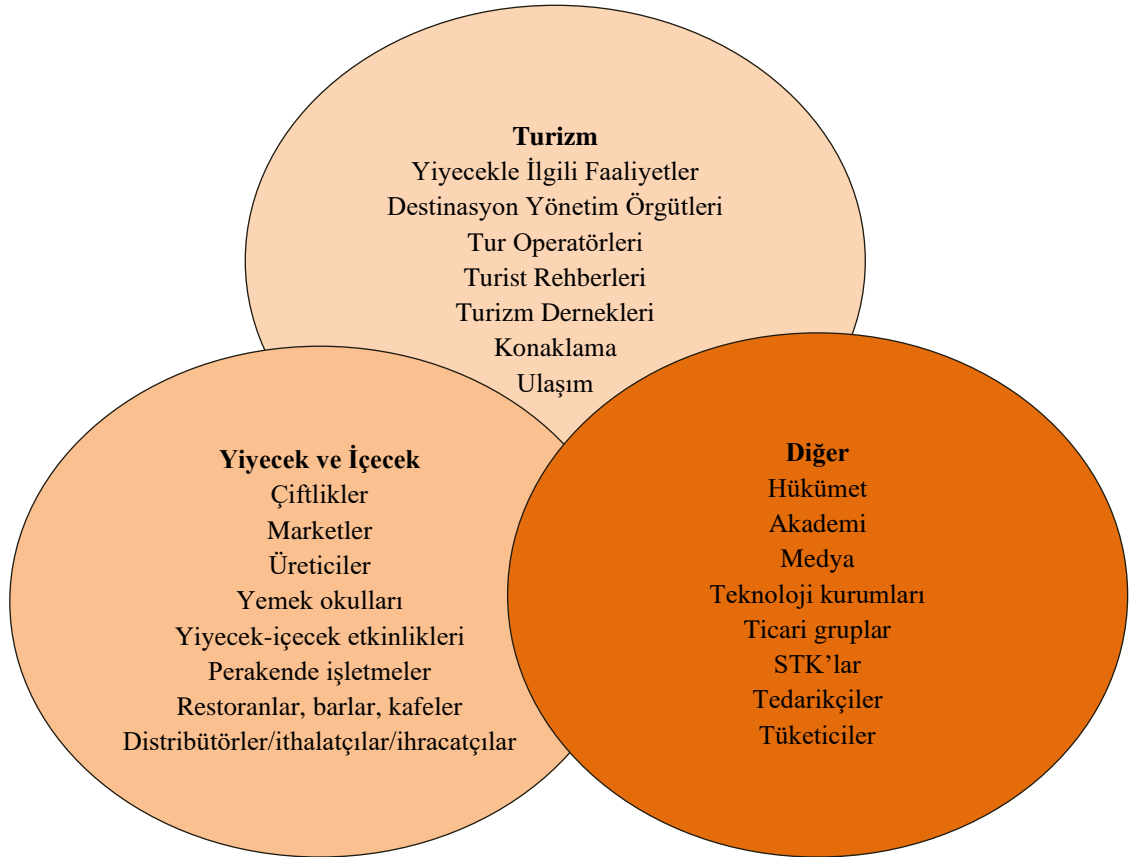 Turizm
Yiyecekle İlgili Faaliyetler
Destinasyon Yönetim Örgütleri
Tur Operatörleri
Turist Rehberleri
Turizm Dernekleri
Konaklama
Ulaşım
Yiyecek ve İçecek
Çiftlikler
Marketler
Üreticiler
Yemek okulları
Yiyecek-içecek etkinlikleri
Perakende işletmeler
Restoranlar, barlar, kafeler
Distribütörler/ithalatçılar/ihracatçılar
Diğer
Hükümet
Akademi
Medya
Teknoloji kurumları
Ticari gruplar
STK’lar
Tedarikçiler
Tüketiciler